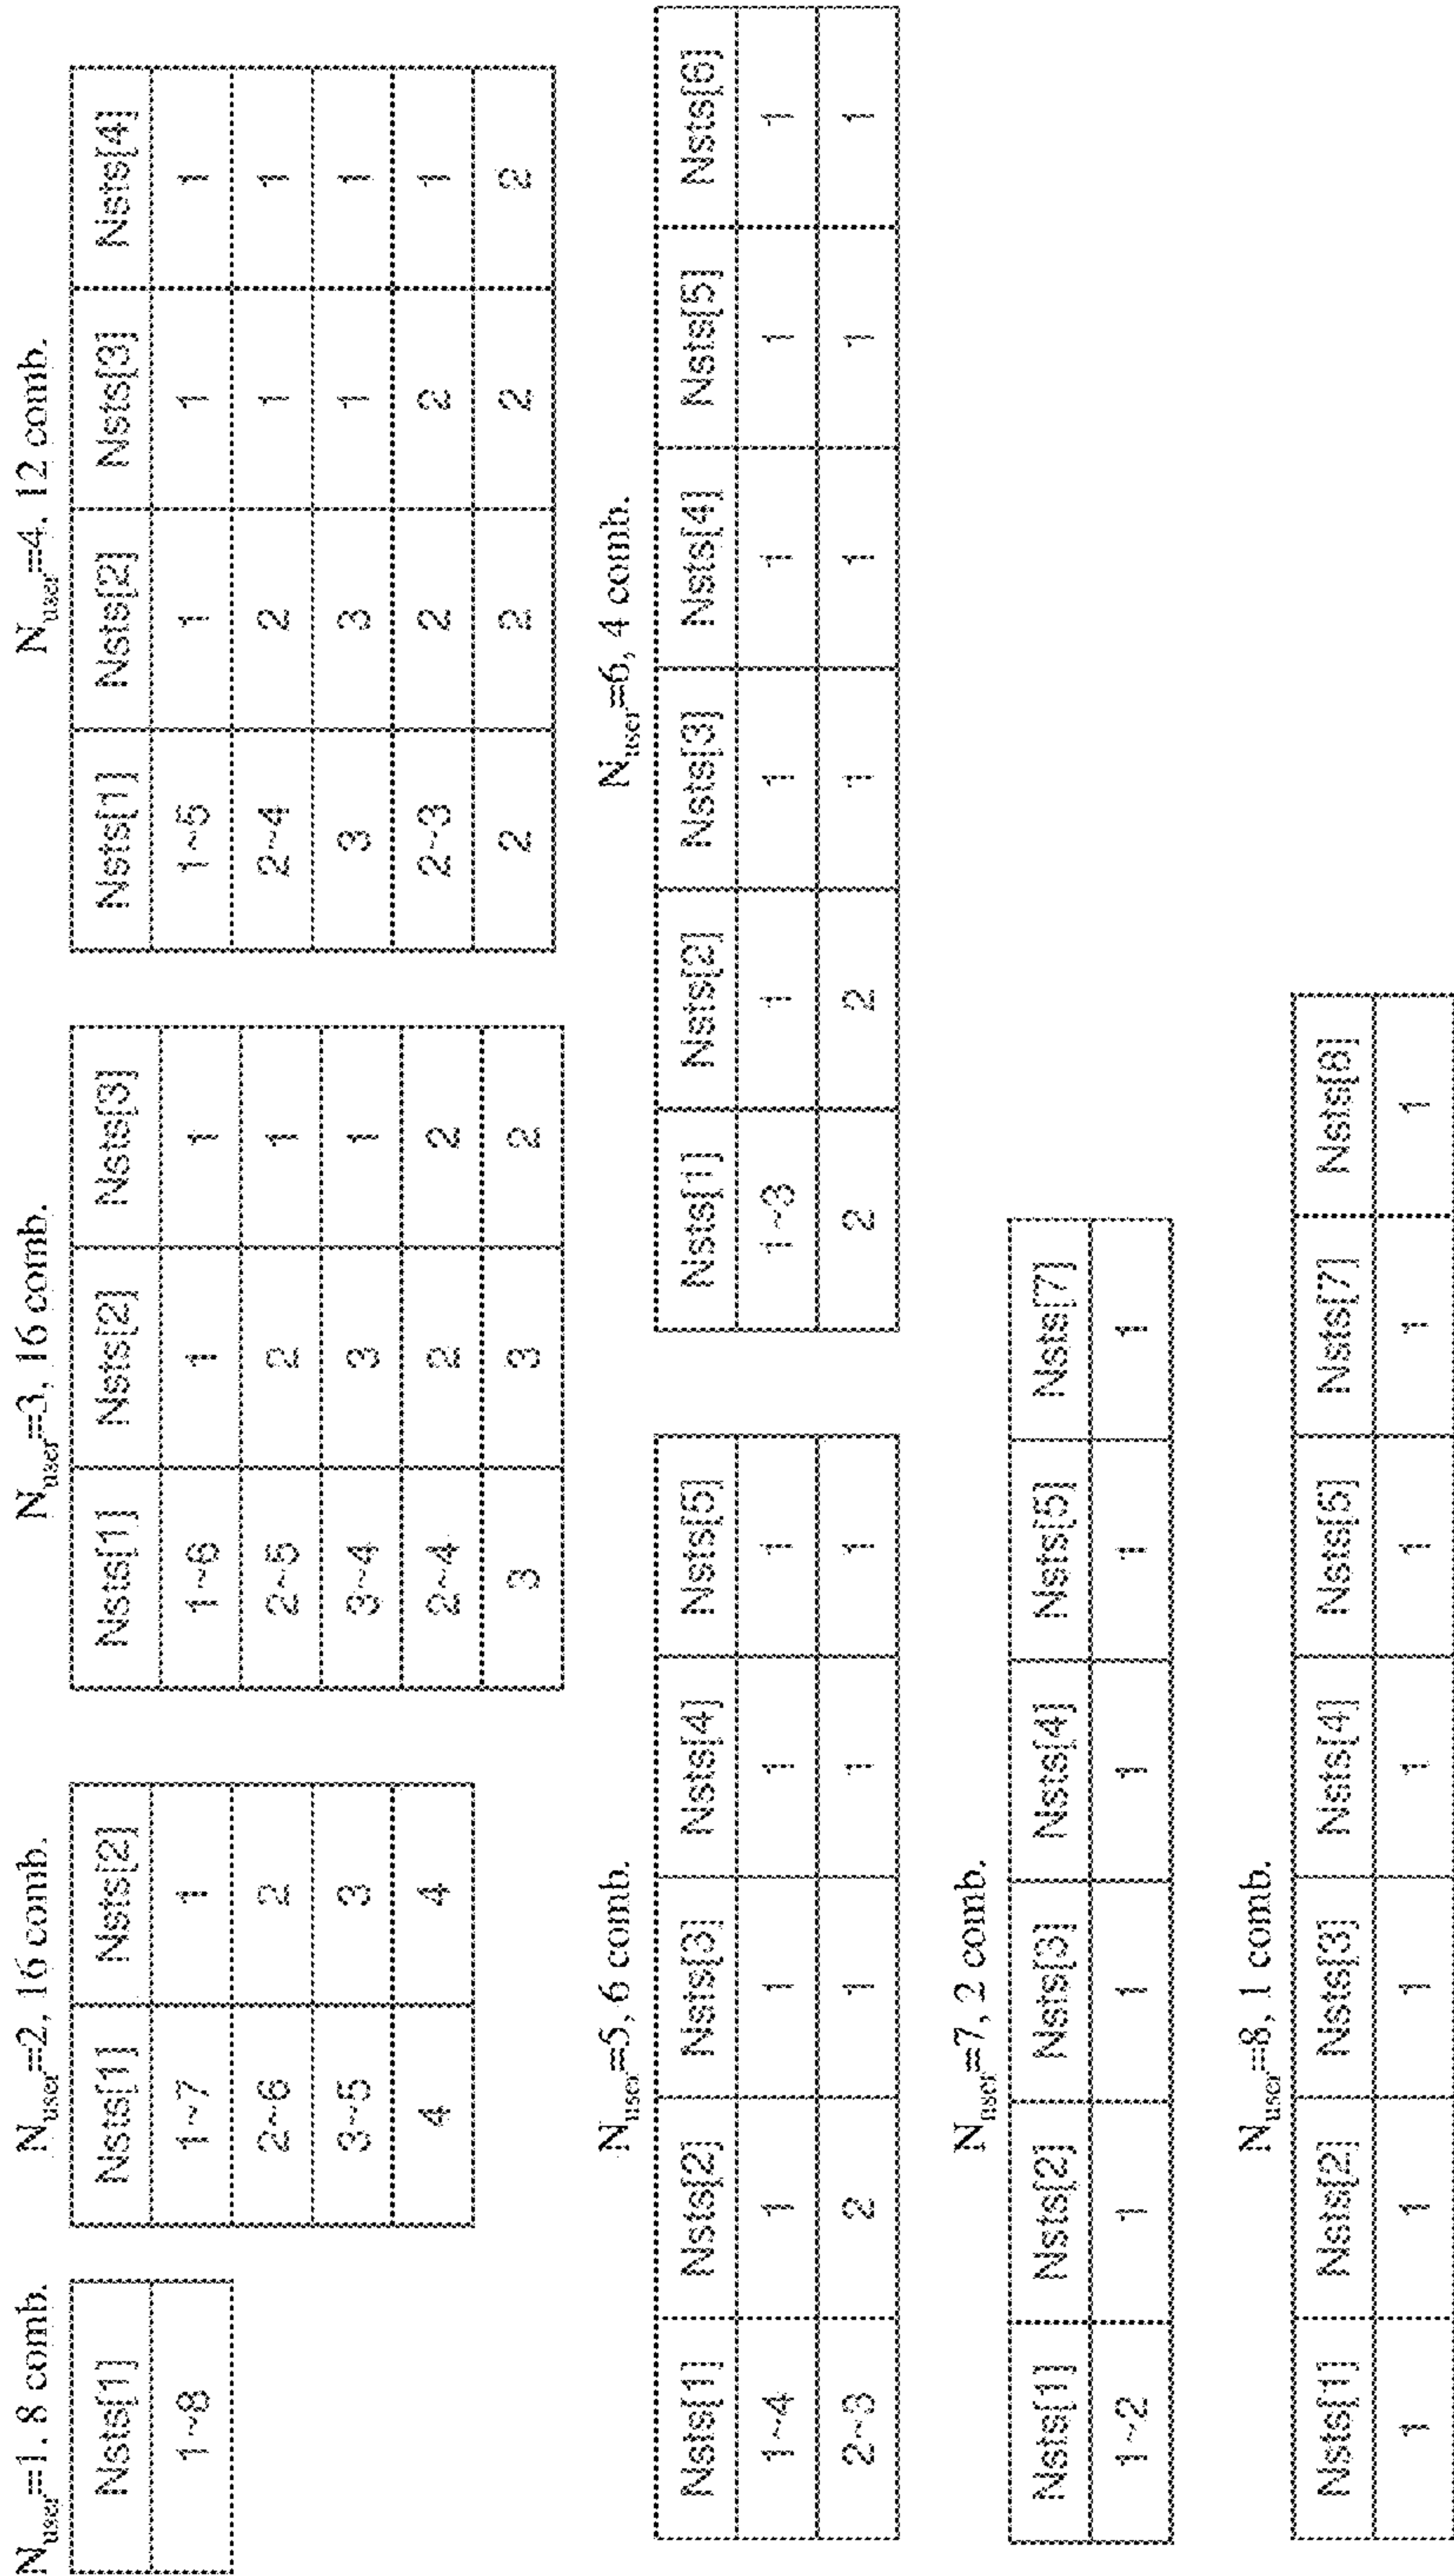 N_user=1, 8 comb.
Nsts[1]
1~8
N_user=2, 16 comb.
Nsts[1] Nsts[2]
1~7 1
2~6 2
3~5 3
4 4
N_user=3, 16 comb.
Nsts[1] Nsts[2] Nsts[3]
1~6 1 1
2~5 2 1
3~4 3 1
2~4 2 2
3 3 2
N_user=4, 12 comb.
Nsts[1] Nsts[2] Nsts[3] Nsts[4]
1~5 1 1 1
2~4 2 1 1
3 3 1 1
2~3 2 2 1
2 2 2 2
N_user=5, 6 comb.
Nsts[1] Nsts[2] Nsts[3] Nsts[4] Nsts[5]
1~4 1 1 1 1
2~3 2 1 1 1
N_user=6, 4 comb.
Nsts[1] Nsts[2] Nsts[3] Nsts[4] Nsts[5] Nsts[6]
1~3 1 1 1 1 1
2 2 1 1 1 1
N_user=7, 2 comb.
Nsts[1] Nsts[2] Nsts[3] Nsts[4] Nsts[5] Nsts[7]
1~2 1 1 1 1 1
N_user=8, 1 comb.
Nsts[1] Nsts[2] Nsts[3] Nsts[4] Nsts[6] Nsts[7] Nsts[8]
1 1 1 1 1 1 1